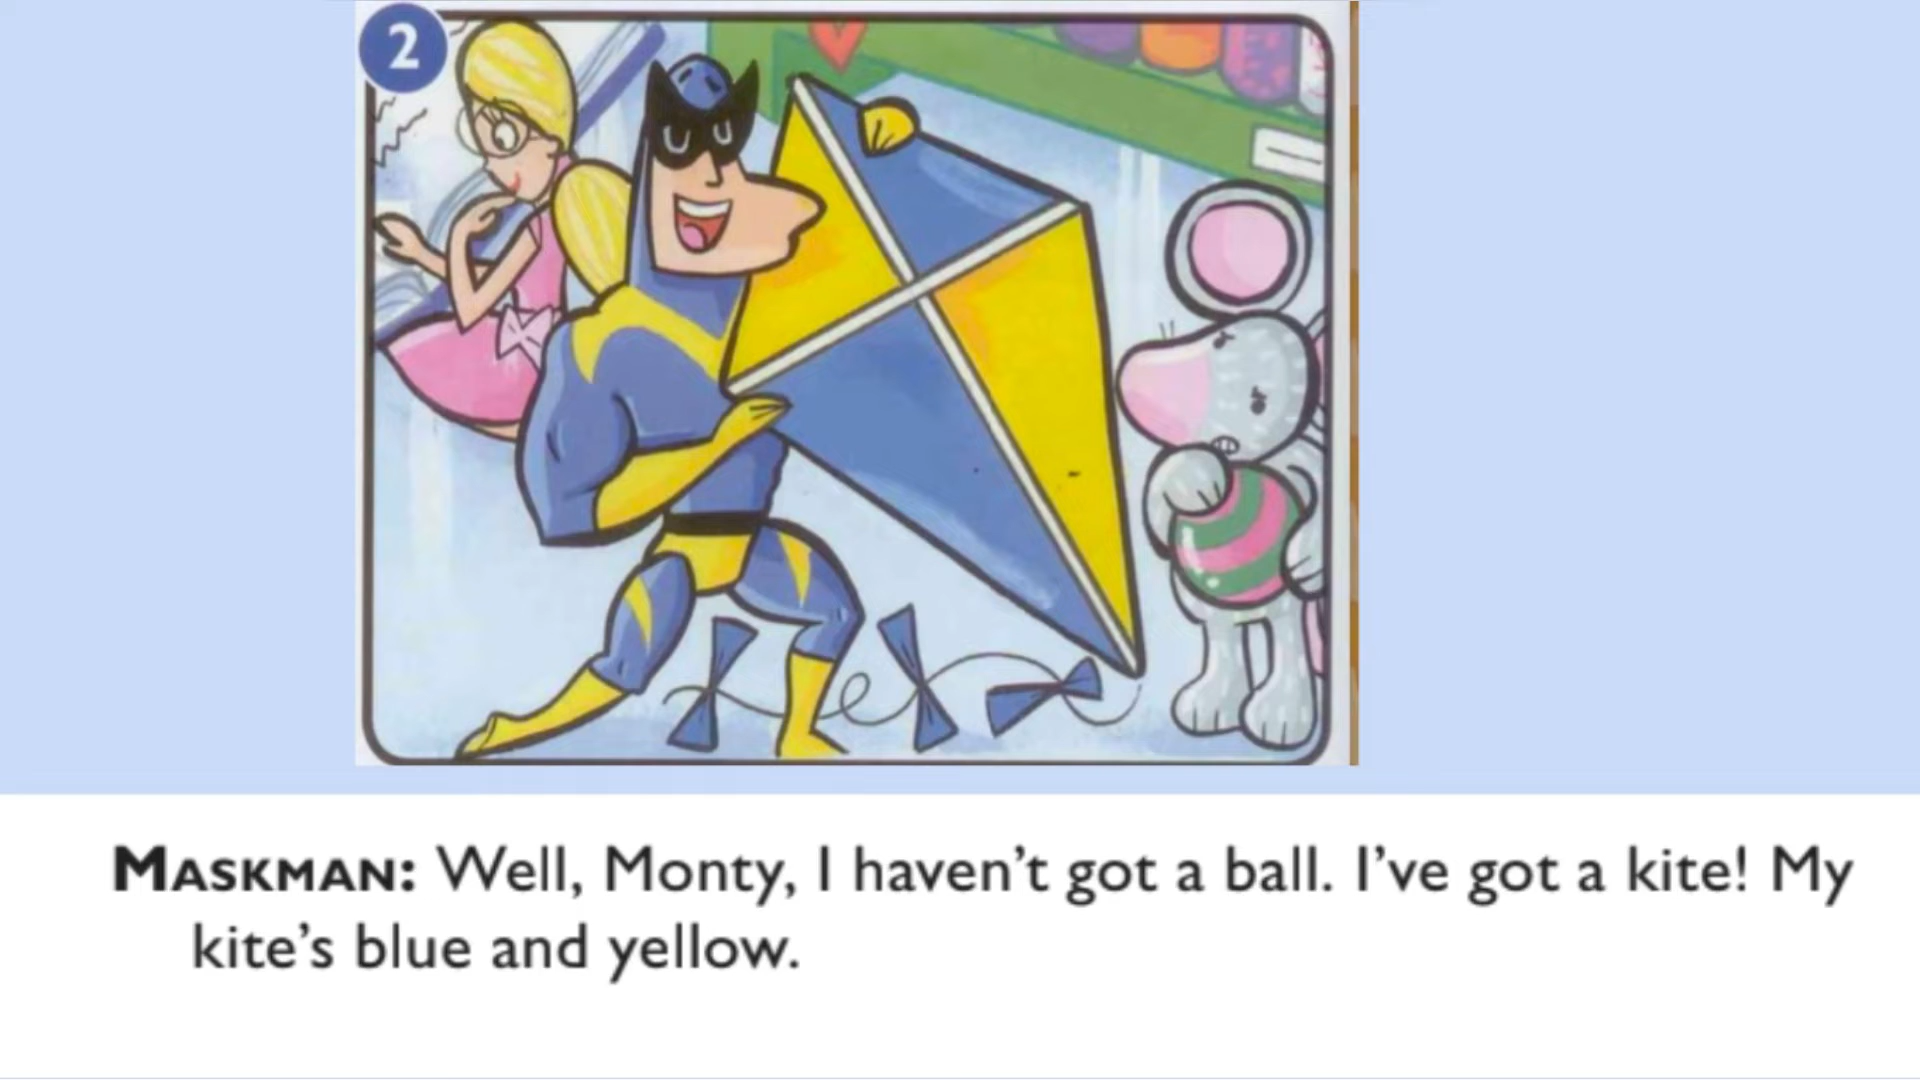 2
MASKMAN: Well, Monty, I haven't got a ball. I've got a kite! My
kite's blue and yellow.